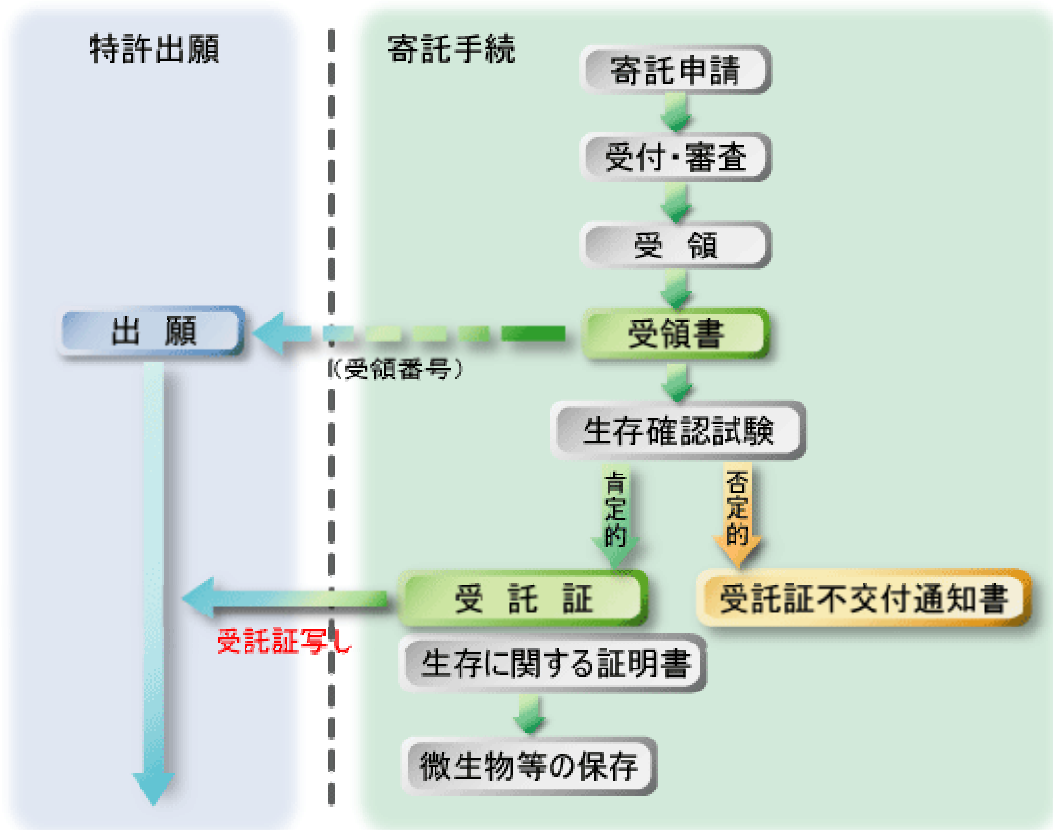 特許出願
寄託手続
寄託申請
受付・審査
受 領
出 願
受領書
（受領番号）
生存確認試験
肯定的
否定的
受 託 証
受託証不交付通知書
受託証写し
生存に関する証明書
微生物等の保存